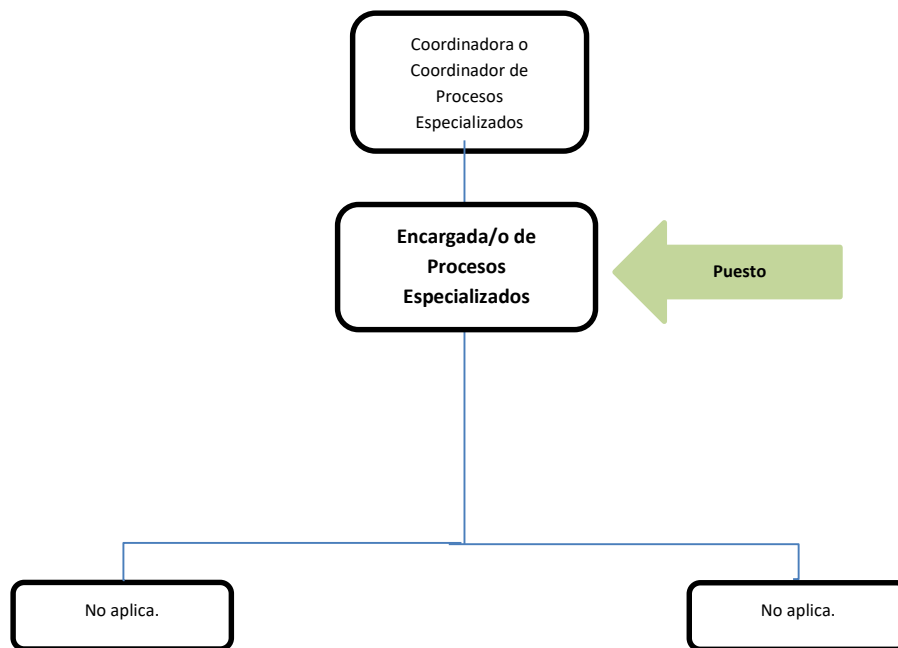 Coordinadora o
Coordinador de
Procesos
Especializados
Encargada/o de
Procesos
Especializados
Puesto
No aplica.
No aplica.